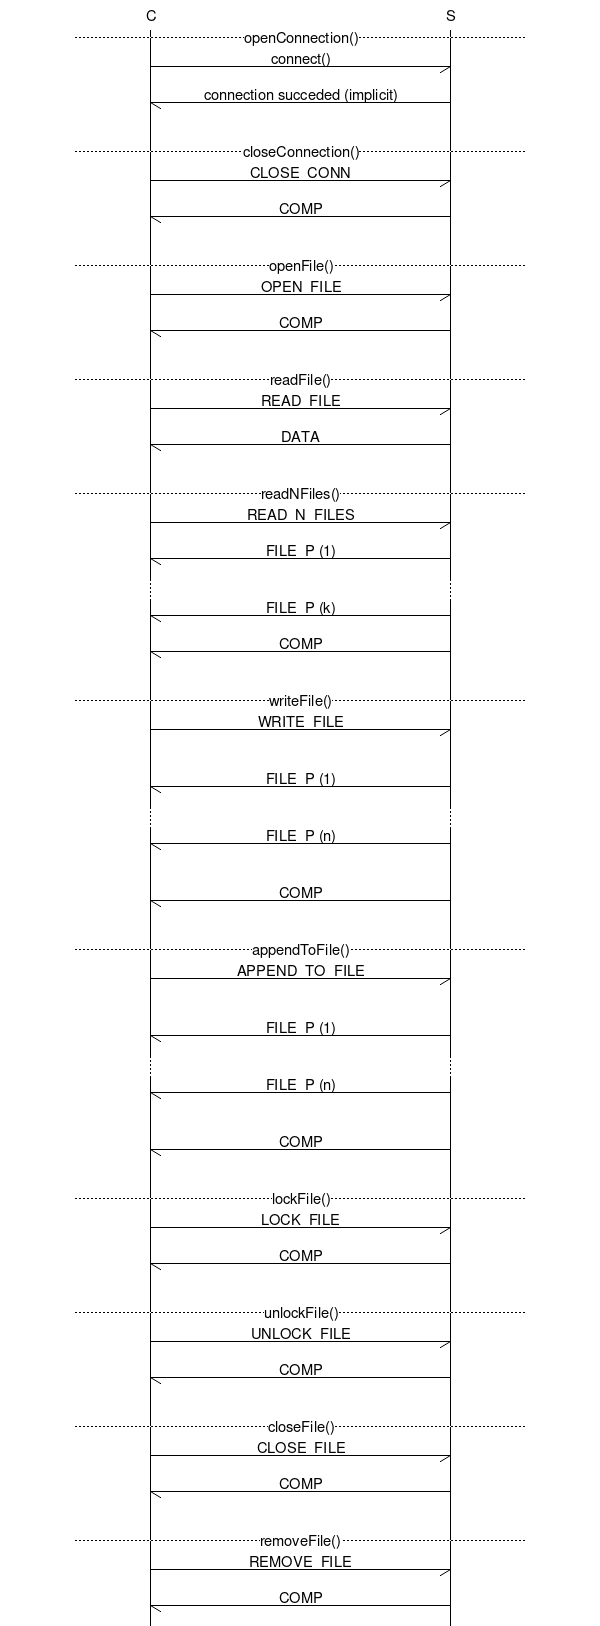 C S
openConnection()
connect()
connection succeded (implicit)
closeConnection()
CLOSE_CONN
COMP
openFile()
OPEN_FILE
COMP
readFile()
READ_FILE
DATA
readNFiles()
READ_N_FILES
FILE_P (1)
FILE_P (k)
COMP
writeFile()
WRITE_FILE
FILE_P (1)
FILE_P (n)
COMP
appendToFile()
APPEND_TO_FILE
FILE_P (1)
FILE_P (n)
COMP
lockFile()
LOCK_FILE
COMP
unlockFile()
UNLOCK_FILE
COMP
closeFile()
CLOSE_FILE
COMP
removeFile()
REMOVE_FILE
COMP